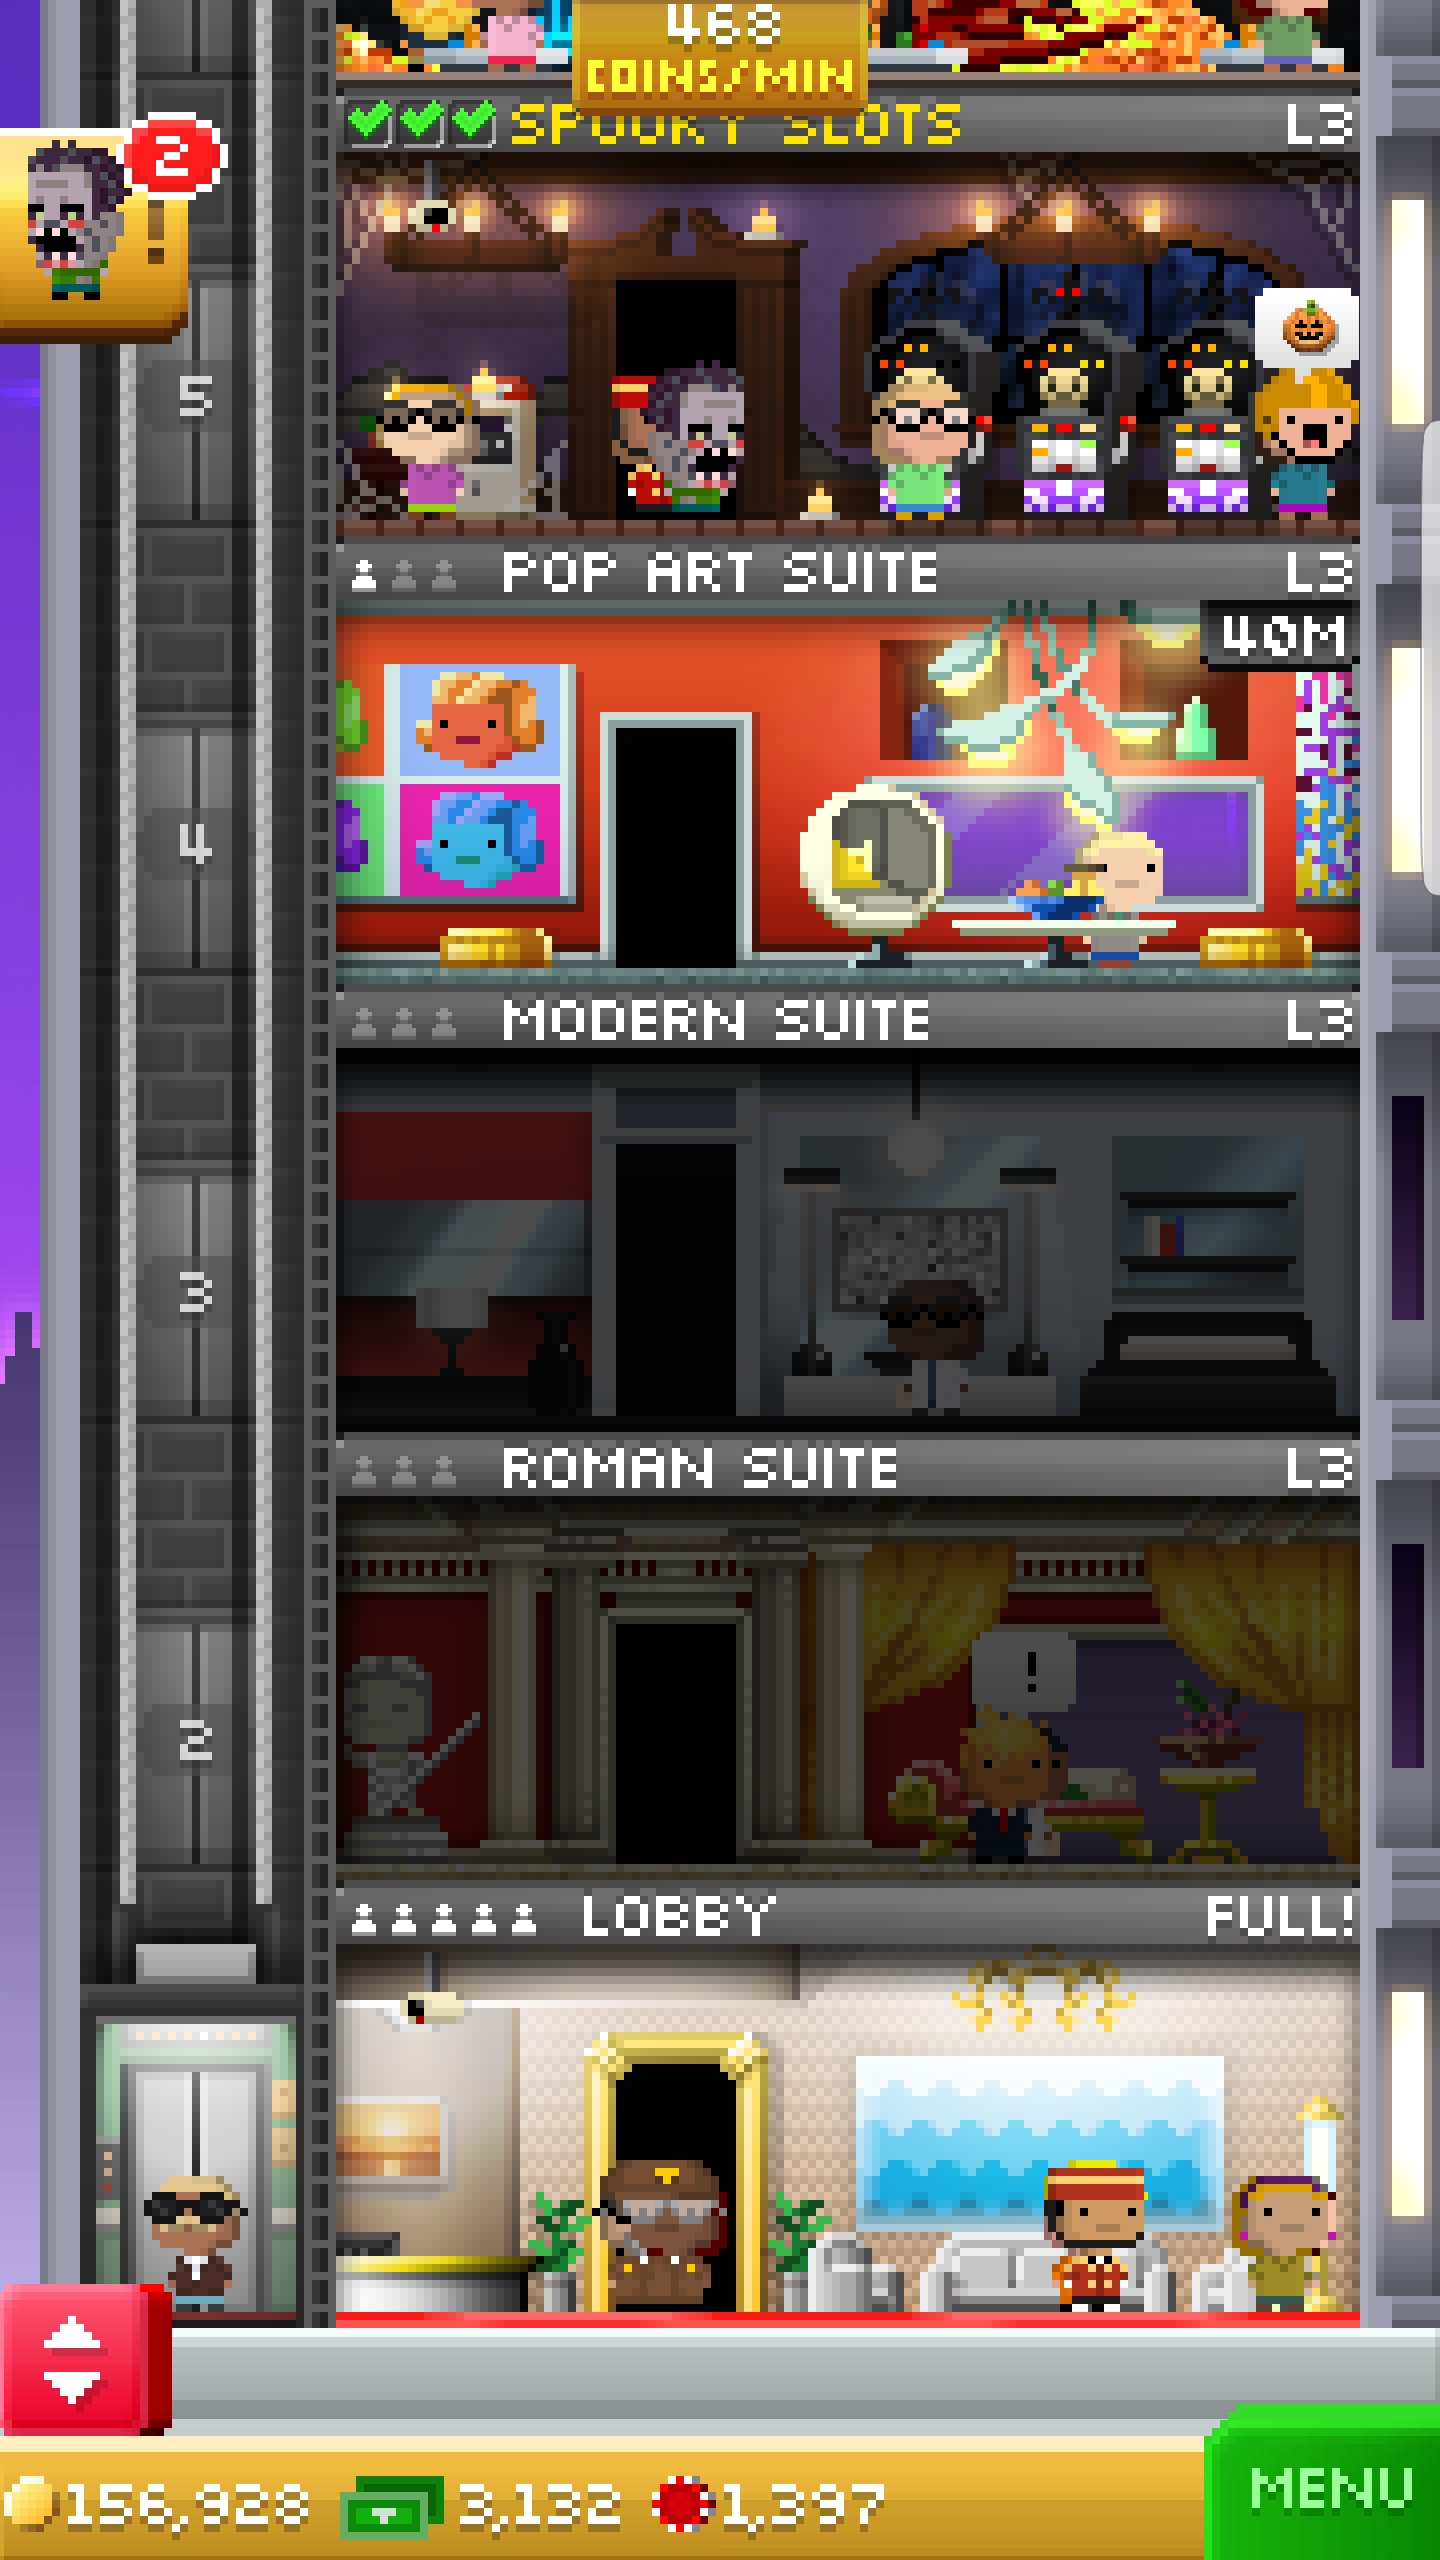 468
COINS/MIN
SPOOKY SLOTS L3
2
!
5
POP ART SUITE L3
40M
4
MODERN SUITE L3
3
ROMAN SUITE L3
!
2
LOBBY FULL!
MENU
156,928 3,132 1,397